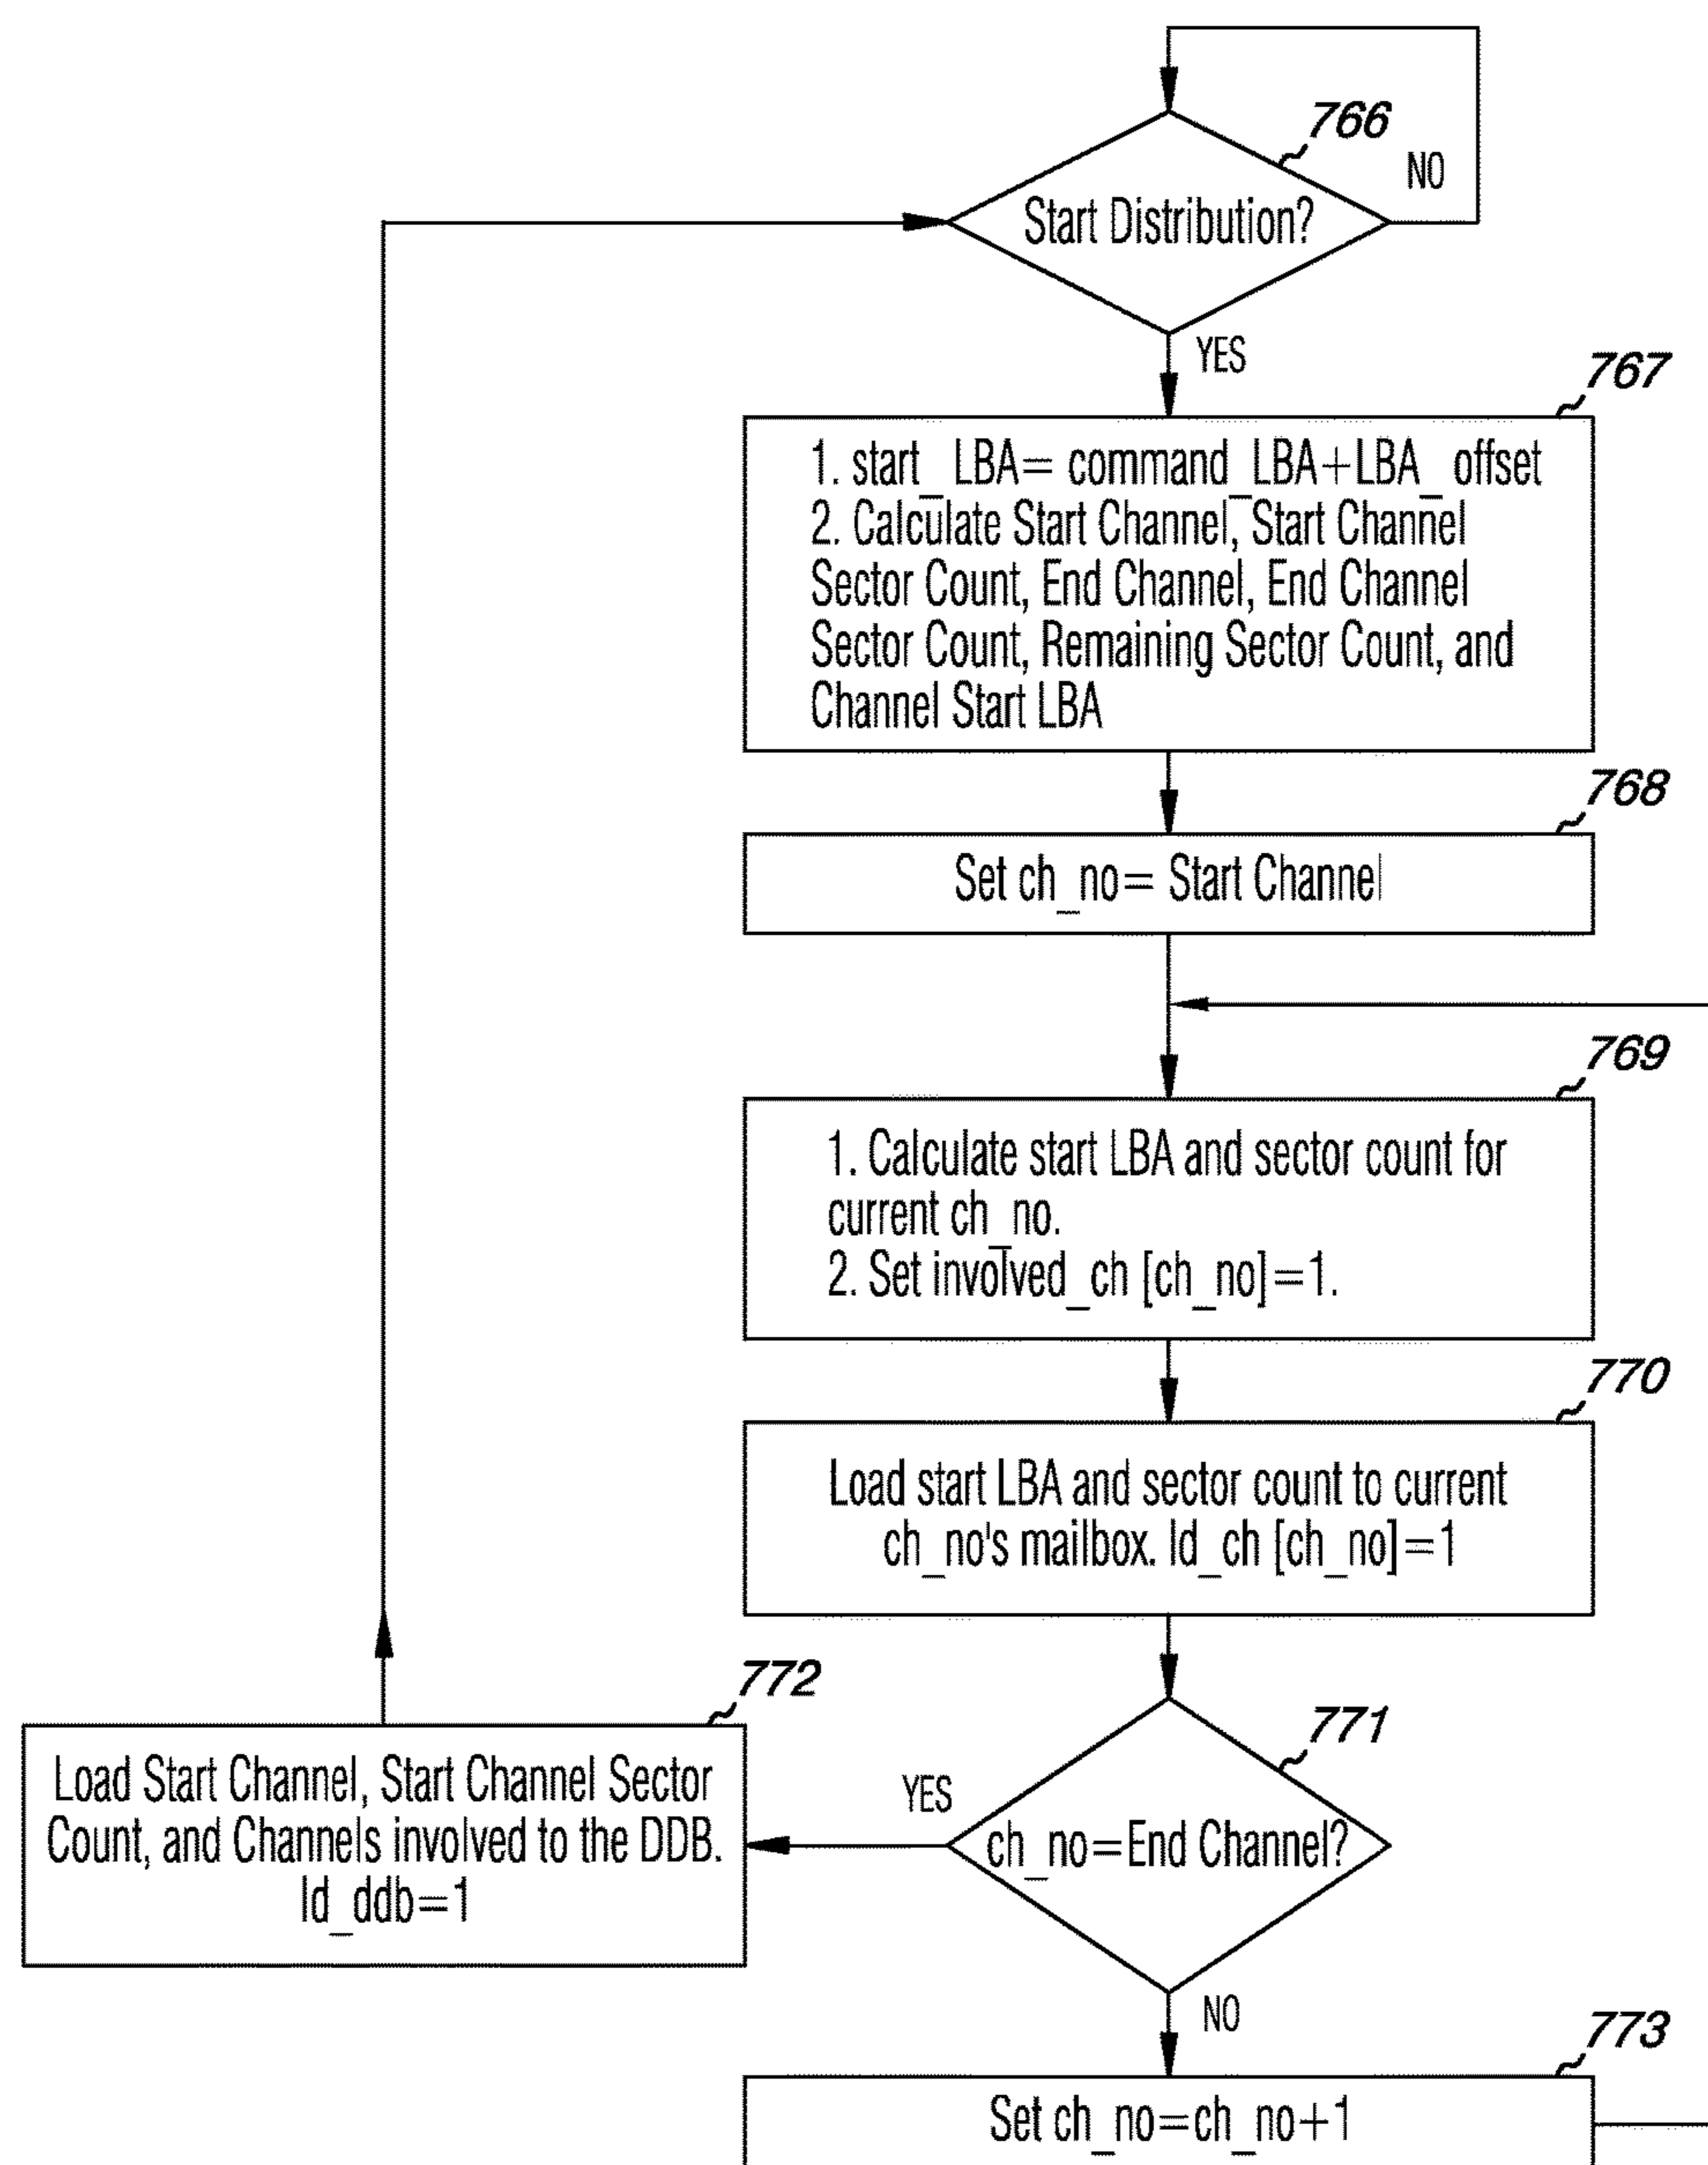 766
NO
Start Distribution?
YES
767
1. start_LBA= command_LBA+LBA_offset
2. Calculate Start Channel, Start Channel
Sector Count, End Channel, End Channel
Sector Count, Remaining Sector Count, and
Channel Start LBA
768
Set ch_no= Start Channel
769
1. Calculate start LBA and sector count for
current ch_no.
2. Set involved_ch [ch_no]=1.
770
Load start LBA and sector count to current
ch_no's mailbox. ld_ch [ch_no]=1
772
Load Start Channel, Start Channel Sector
Count, and Channels involved to the DDB.
ld_ddb=1
771
YES
ch_no=End Channel?
NO
773
Set ch_no=ch_no+1